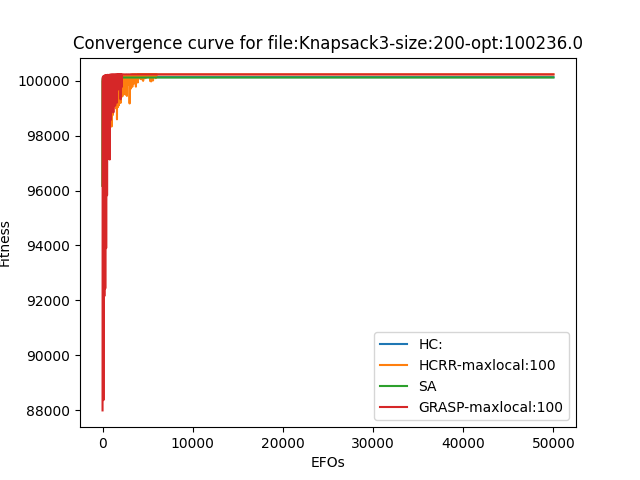 Convergence curve for file:Knapsack3-size:200-opt:100236.0
Fitness
100000
98000
96000
94000
92000
90000
88000
0 10000 20000 30000 40000 50000
EFOs
HC:
HCRR-maxlocal:100
SA
GRASP-maxlocal:100